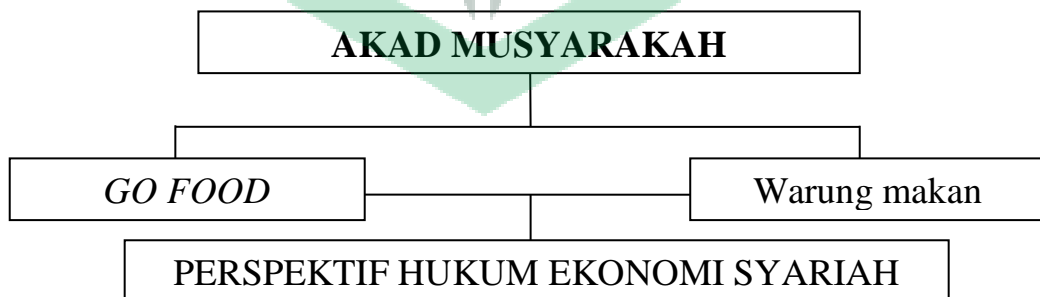 AKAD MUSYARAKAH
GO FOOD
Warung makan
PERSPEKTIF HUKUM EKONOMI SYARIAH